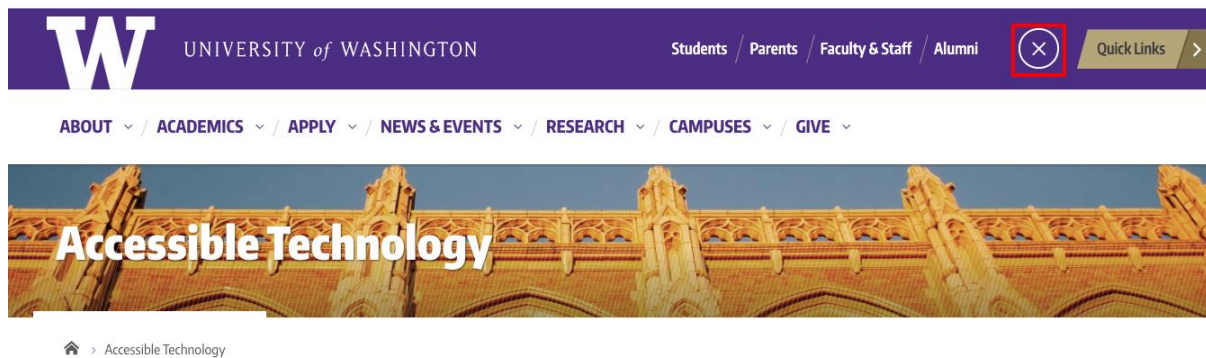 W UNIVERSITY of WASHINGTON Students / Parents / Faculty & Staff / Alumni Quick Links >
ABOUT / ACADEMICS / APPLY / NEWS & EVENTS / RESEARCH / CAMPUSES / GIVE
Accessible Technology
> Accessible Technology